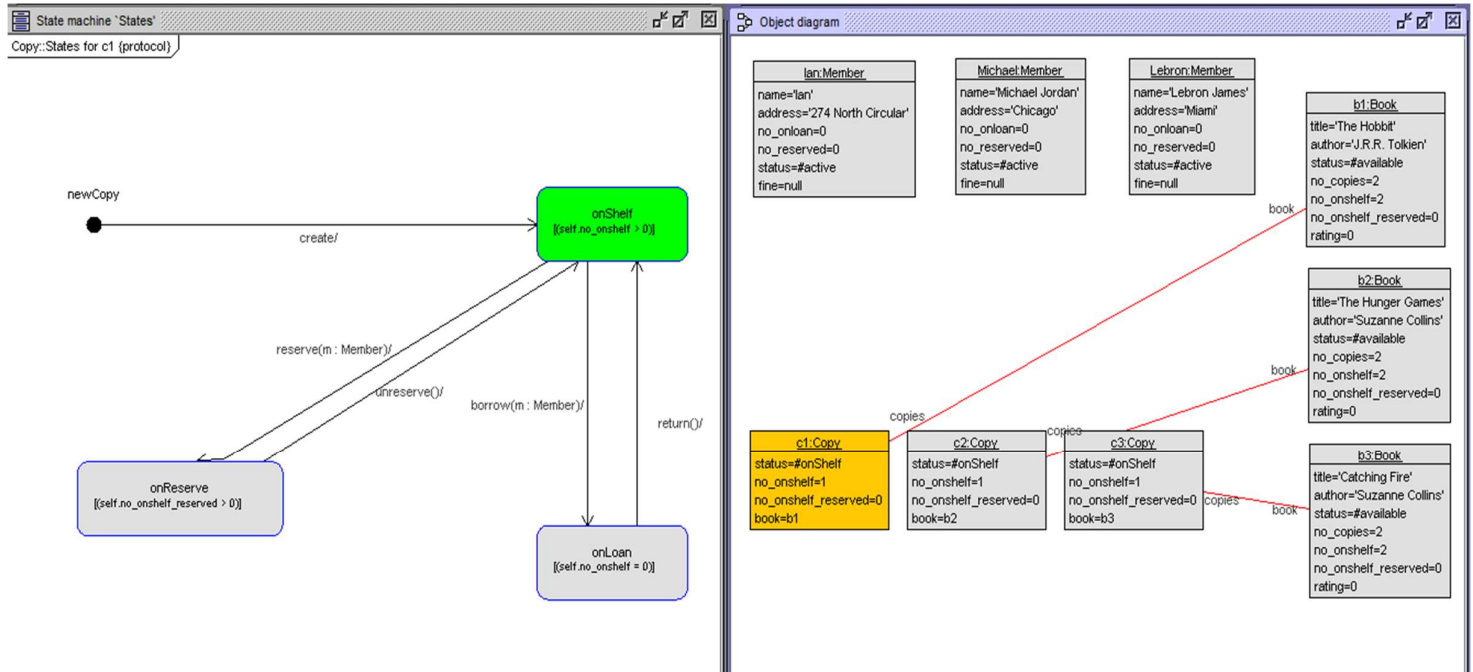 State machine `States'
Copy::States for c1 {protocol}
newCopy
create/
onShelf
[(self.no_onshelf > 0)]
reserve(m : Member)/
unreserve()/
borrow(m : Member)/
return()/
onReserve
[(self.no_onshelf_reserved > 0)]
onLoan
[(self.no_onshelf = 0)]
Object diagram
Ian:Member
name='Ian'
address='274 North Circular'
no_onloan=0
no_reserved=0
status=#active
fine=null
Michael:Member
name='Michael Jordan'
address='Chicago'
no_onloan=0
no_reserved=0
status=#active
fine=null
Lebron:Member
name='Lebron James'
address='Miami'
no_onloan=0
no_reserved=0
status=#active
fine=null
b1:Book
title='The Hobbit'
author='J.R.R. Tolkien'
status=#available
no_copies=2
no_onshelf=2
no_onshelf_reserved=0
rating=0
book
b2:Book
title='The Hunger Games'
author='Suzanne Collins'
status=#available
no_copies=2
no_onshelf=2
no_onshelf_reserved=0
rating=0
book
copies
c1:Copy
status=#onShelf
no_onshelf=1
no_onshelf_reserved=0
book=b1
c2:Copy
status=#onShelf
no_onshelf=1
no_onshelf_reserved=0
book=b2
copies
c3:Copy
status=#onShelf
no_onshelf=1
no_onshelf_reserved=0
book=b3
copies
book
b3:Book
title='Catching Fire'
author='Suzanne Collins'
status=#available
no_copies=2
no_onshelf=2
no_onshelf_reserved=0
rating=0